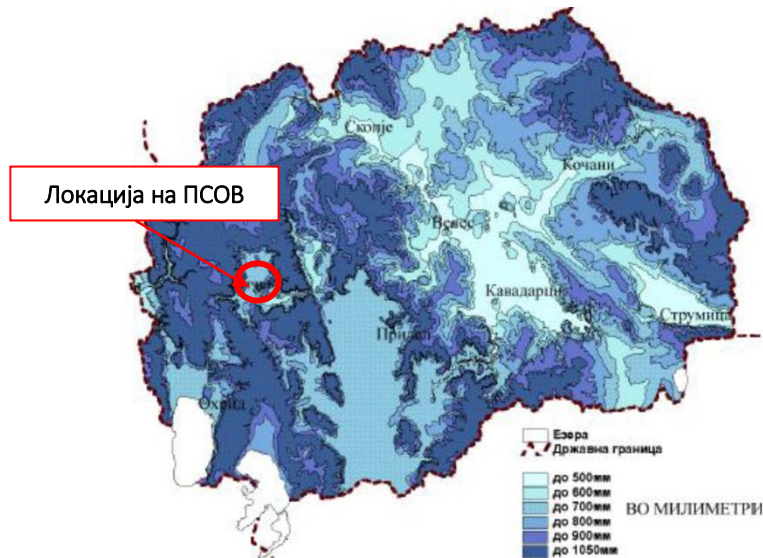 Скопје
Кочани
Локација на ПСОВ
Велес
Кавадарци
Струмица
Прилеп
Охрид
Езера
Државна граница
до 500мм
до 600мм
до 700мм
до 800мм
до 900мм
до 1050мм
ВО МИЛИМЕТРИ